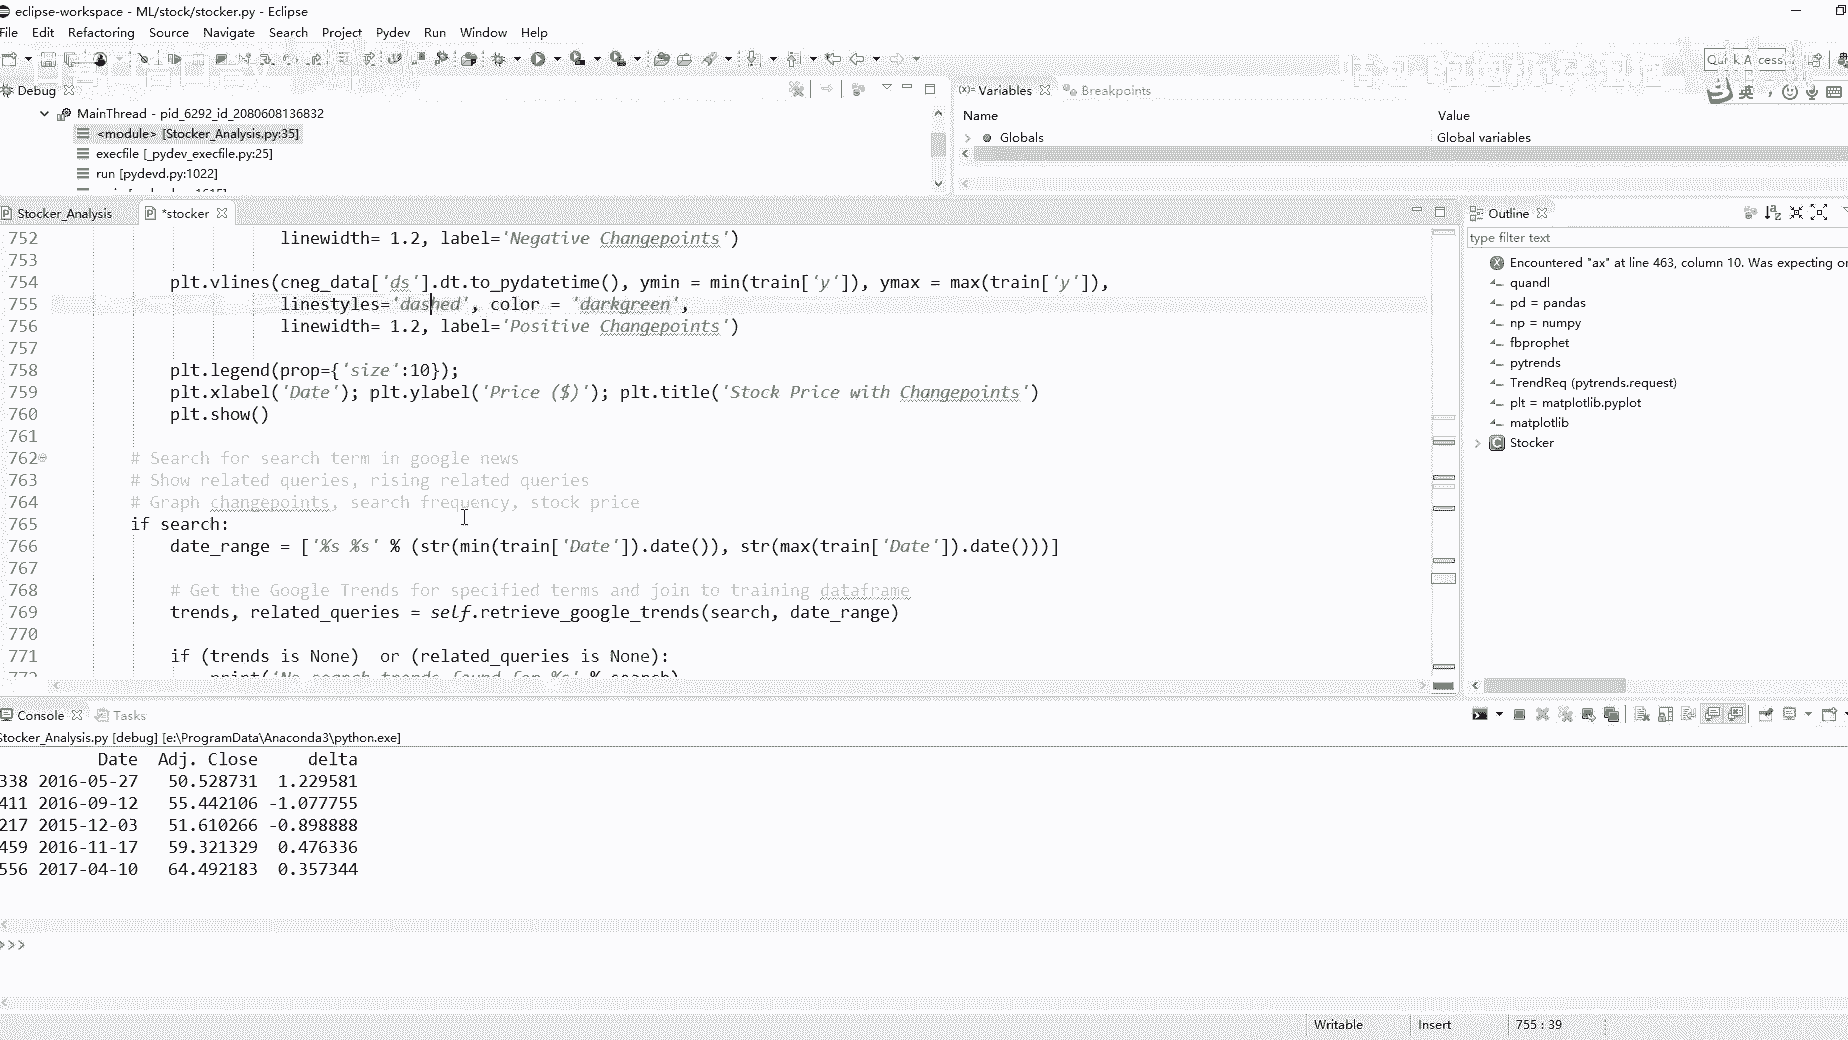 eclipse-workspace - ML/stock/stocker.py - Eclipse
File Edit Refactoring Source Navigate Search Project Pydev Run Window Help
Debug
MainThread - pid_6292_id_2080608136832
<module> [Stocker_Analysis.py:35]
execfile [_pydev_execfile.py:25]
run [pydevd.py:1022]
(x)= Variables Breakpoints
Name Value
Globals Global variables
Stocker_Analysis *stocker
752 linewidth= 1.2, label='Negative Changepoints')
753
754 plt.vlines(cneg_data['ds'].dt.to_pydatetime(), ymin = min(train['y']), ymax = max(train['y']),
755 linestyles='dashed', color = 'darkgreen',
756 linewidth= 1.2, label='Positive Changepoints')
757
758 plt.legend(prop={'size':10});
759 plt.xlabel('Date'); plt.ylabel('Price ($)'); plt.title('Stock Price with Changepoints')
760 plt.show()
761
762 # Search for search term in google news
763 # Show related queries, rising related queries
764 # Graph changepoints, search frequency, stock price
765 if search:
766 date_range = ['%s %s' % (str(min(train['Date']).date()), str(max(train['Date']).date()))]
767
768 # Get the Google Trends for specified terms and join to training dataframe
769 trends, related_queries = self.retrieve_google_trends(search, date_range)
770
771 if (trends is None)  or (related_queries is None):
772 print('No search trends found for %s' % search)
Outline
type filter text
Encountered "ax" at line 463, column 10. Was expecting
quandl
pd = pandas
np = numpy
fbprophet
pytrends
TrendReq (pytrends.request)
plt = matplotlib.pyplot
matplotlib
Stocker
Console Tasks
Stocker_Analysis.py [debug] [e:\ProgramData\Anaconda3\python.exe]
Date Adj. Close delta
338 2016-05-27 50.528731 1.229581
411 2016-09-12 55.442106 -1.077755
217 2015-12-03 51.610266 -0.898888
459 2016-11-17 59.321329 0.476336
556 2017-04-10 64.492183 0.357344
>>>
Writable Insert 755 : 39